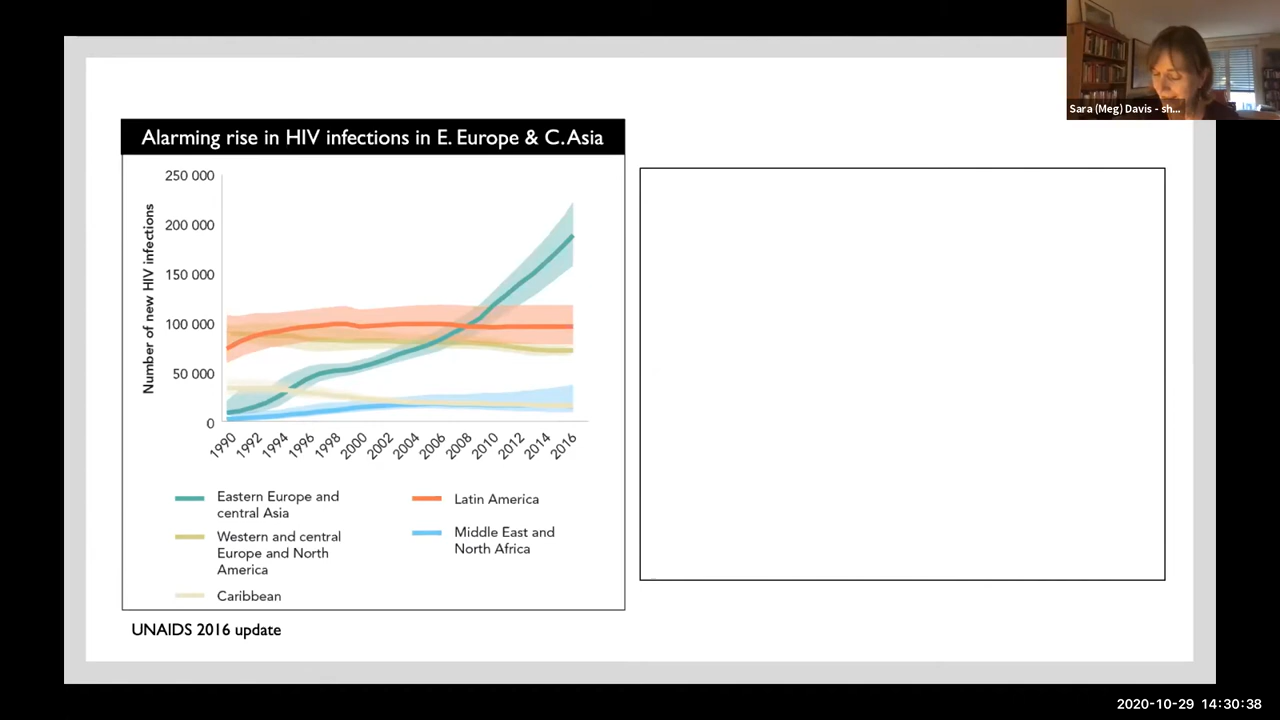 Sara (Meg) Davis - sh...
Alarming rise in HIV infections in E. Europe & C. Asia
Number of new HIV infections
250 000
200 000
150 000
100 000
50 000
0
1990
1992
1994
1996
1998
2000
2002
2004
2006
2008
2010
2012
2014
2016
Eastern Europe and
central Asia
Western and central
Europe and North
America
Caribbean
Latin America
Middle East and
North Africa
UNAIDS 2016 update
2020-10-29 14:30:38